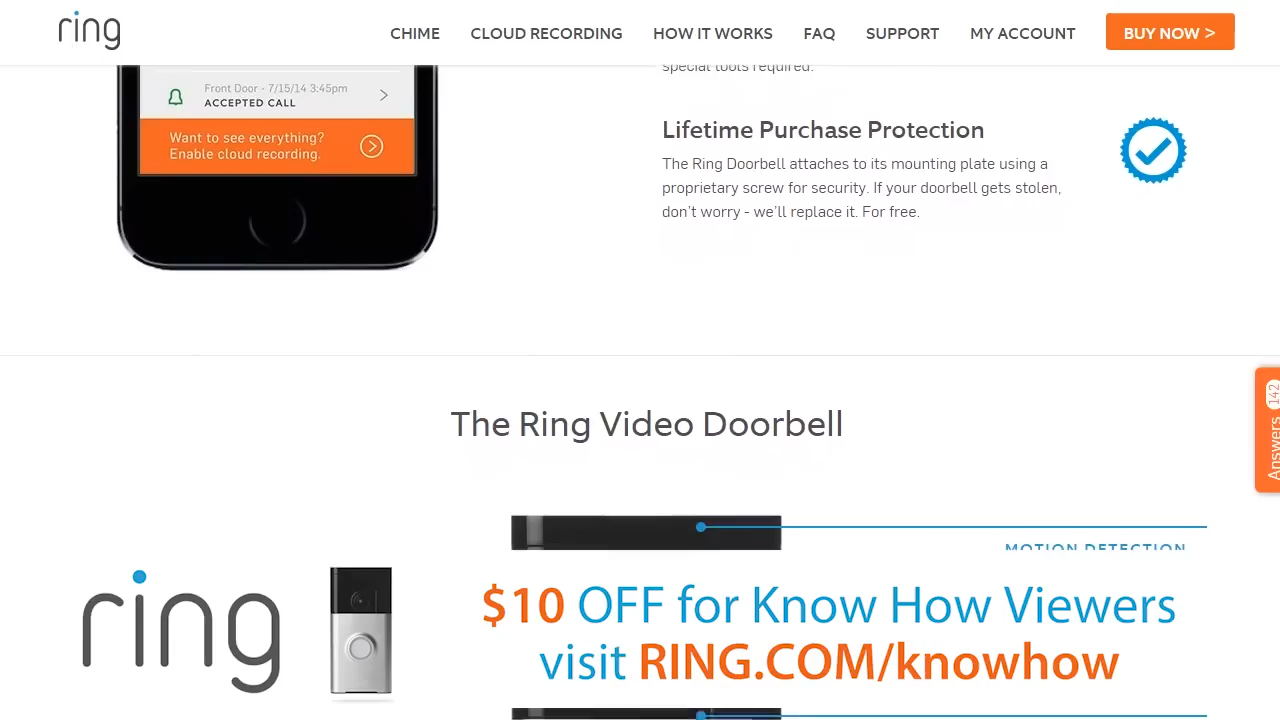 ring
CHIME CLOUD RECORDING HOW IT WORKS FAQ SUPPORT MY ACCOUNT BUY NOW >
special tools required.
Front Door - 7/15/14 3:45pm
ACCEPTED CALL
Want to see everything?
Enable cloud recording.
Lifetime Purchase Protection
The Ring Doorbell attaches to its mounting plate using a
proprietary screw for security. If your doorbell gets stolen,
don't worry - we'll replace it. For free.
142
Answers
The Ring Video Doorbell
MOTION DETECTION
ring
$10 OFF for Know How Viewers
visit RING.COM/knowhow